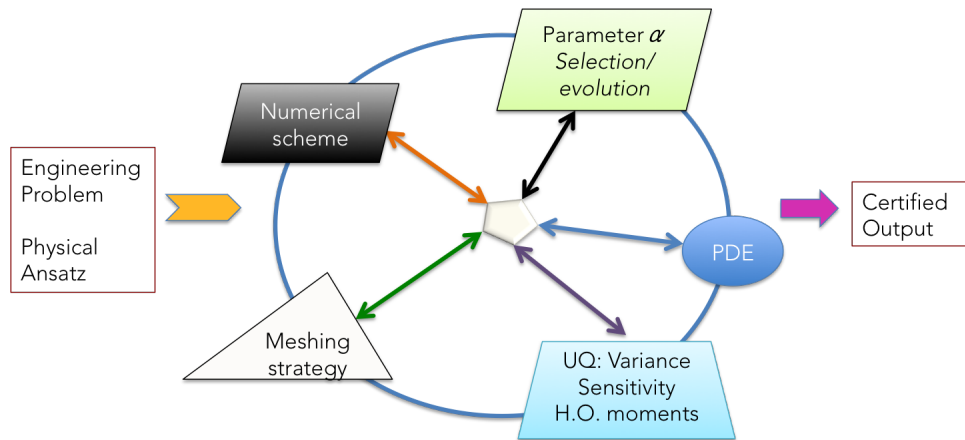 Engineering
Problem
Physical
Ansatz
Numerical
scheme
Parameter α
Selection/
evolution
PDE
UQ: Variance
Sensitivity
H.O. moments
Meshing
strategy
Certified
Output